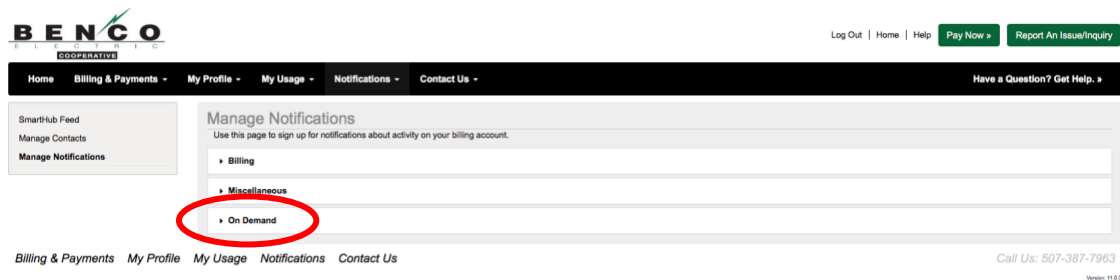 BENCO
ELECTRIC
COOPERATIVE
Log Out | Home | Help Pay Now » Report An Issue/Inquiry
Home Billing & Payments My Profile My Usage Notifications Contact Us Have a Question? Get Help. »
SmartHub Feed
Manage Contacts
Manage Notifications
Manage Notifications
Use this page to sign up for notifications about activity on your billing account.
Billing
Miscellaneous
On Demand
Billing & Payments My Profile My Usage Notifications Contact Us Call Us: 507-387-7963